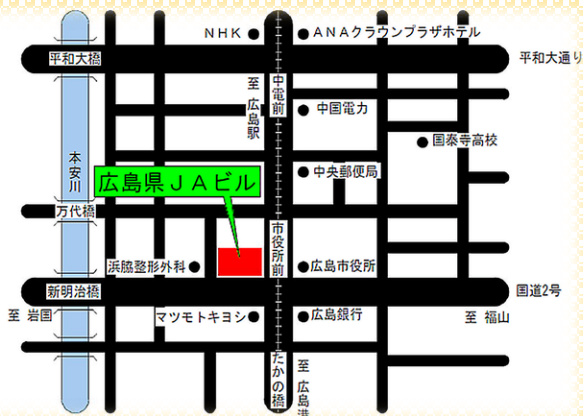 NHK
ANAクラウンプラザホテル
平和大橋
平和大通り
至 広島駅
中電前
中国電力
国泰寺高校
本安川
中央郵便局
広島県JAビル
万代橋
市役所前
浜脇整形外科
広島市役所
新明治橋
国道2号
至 岩国
マツモトキヨシ
広島銀行
至 福山
たかの橋
至 広島港